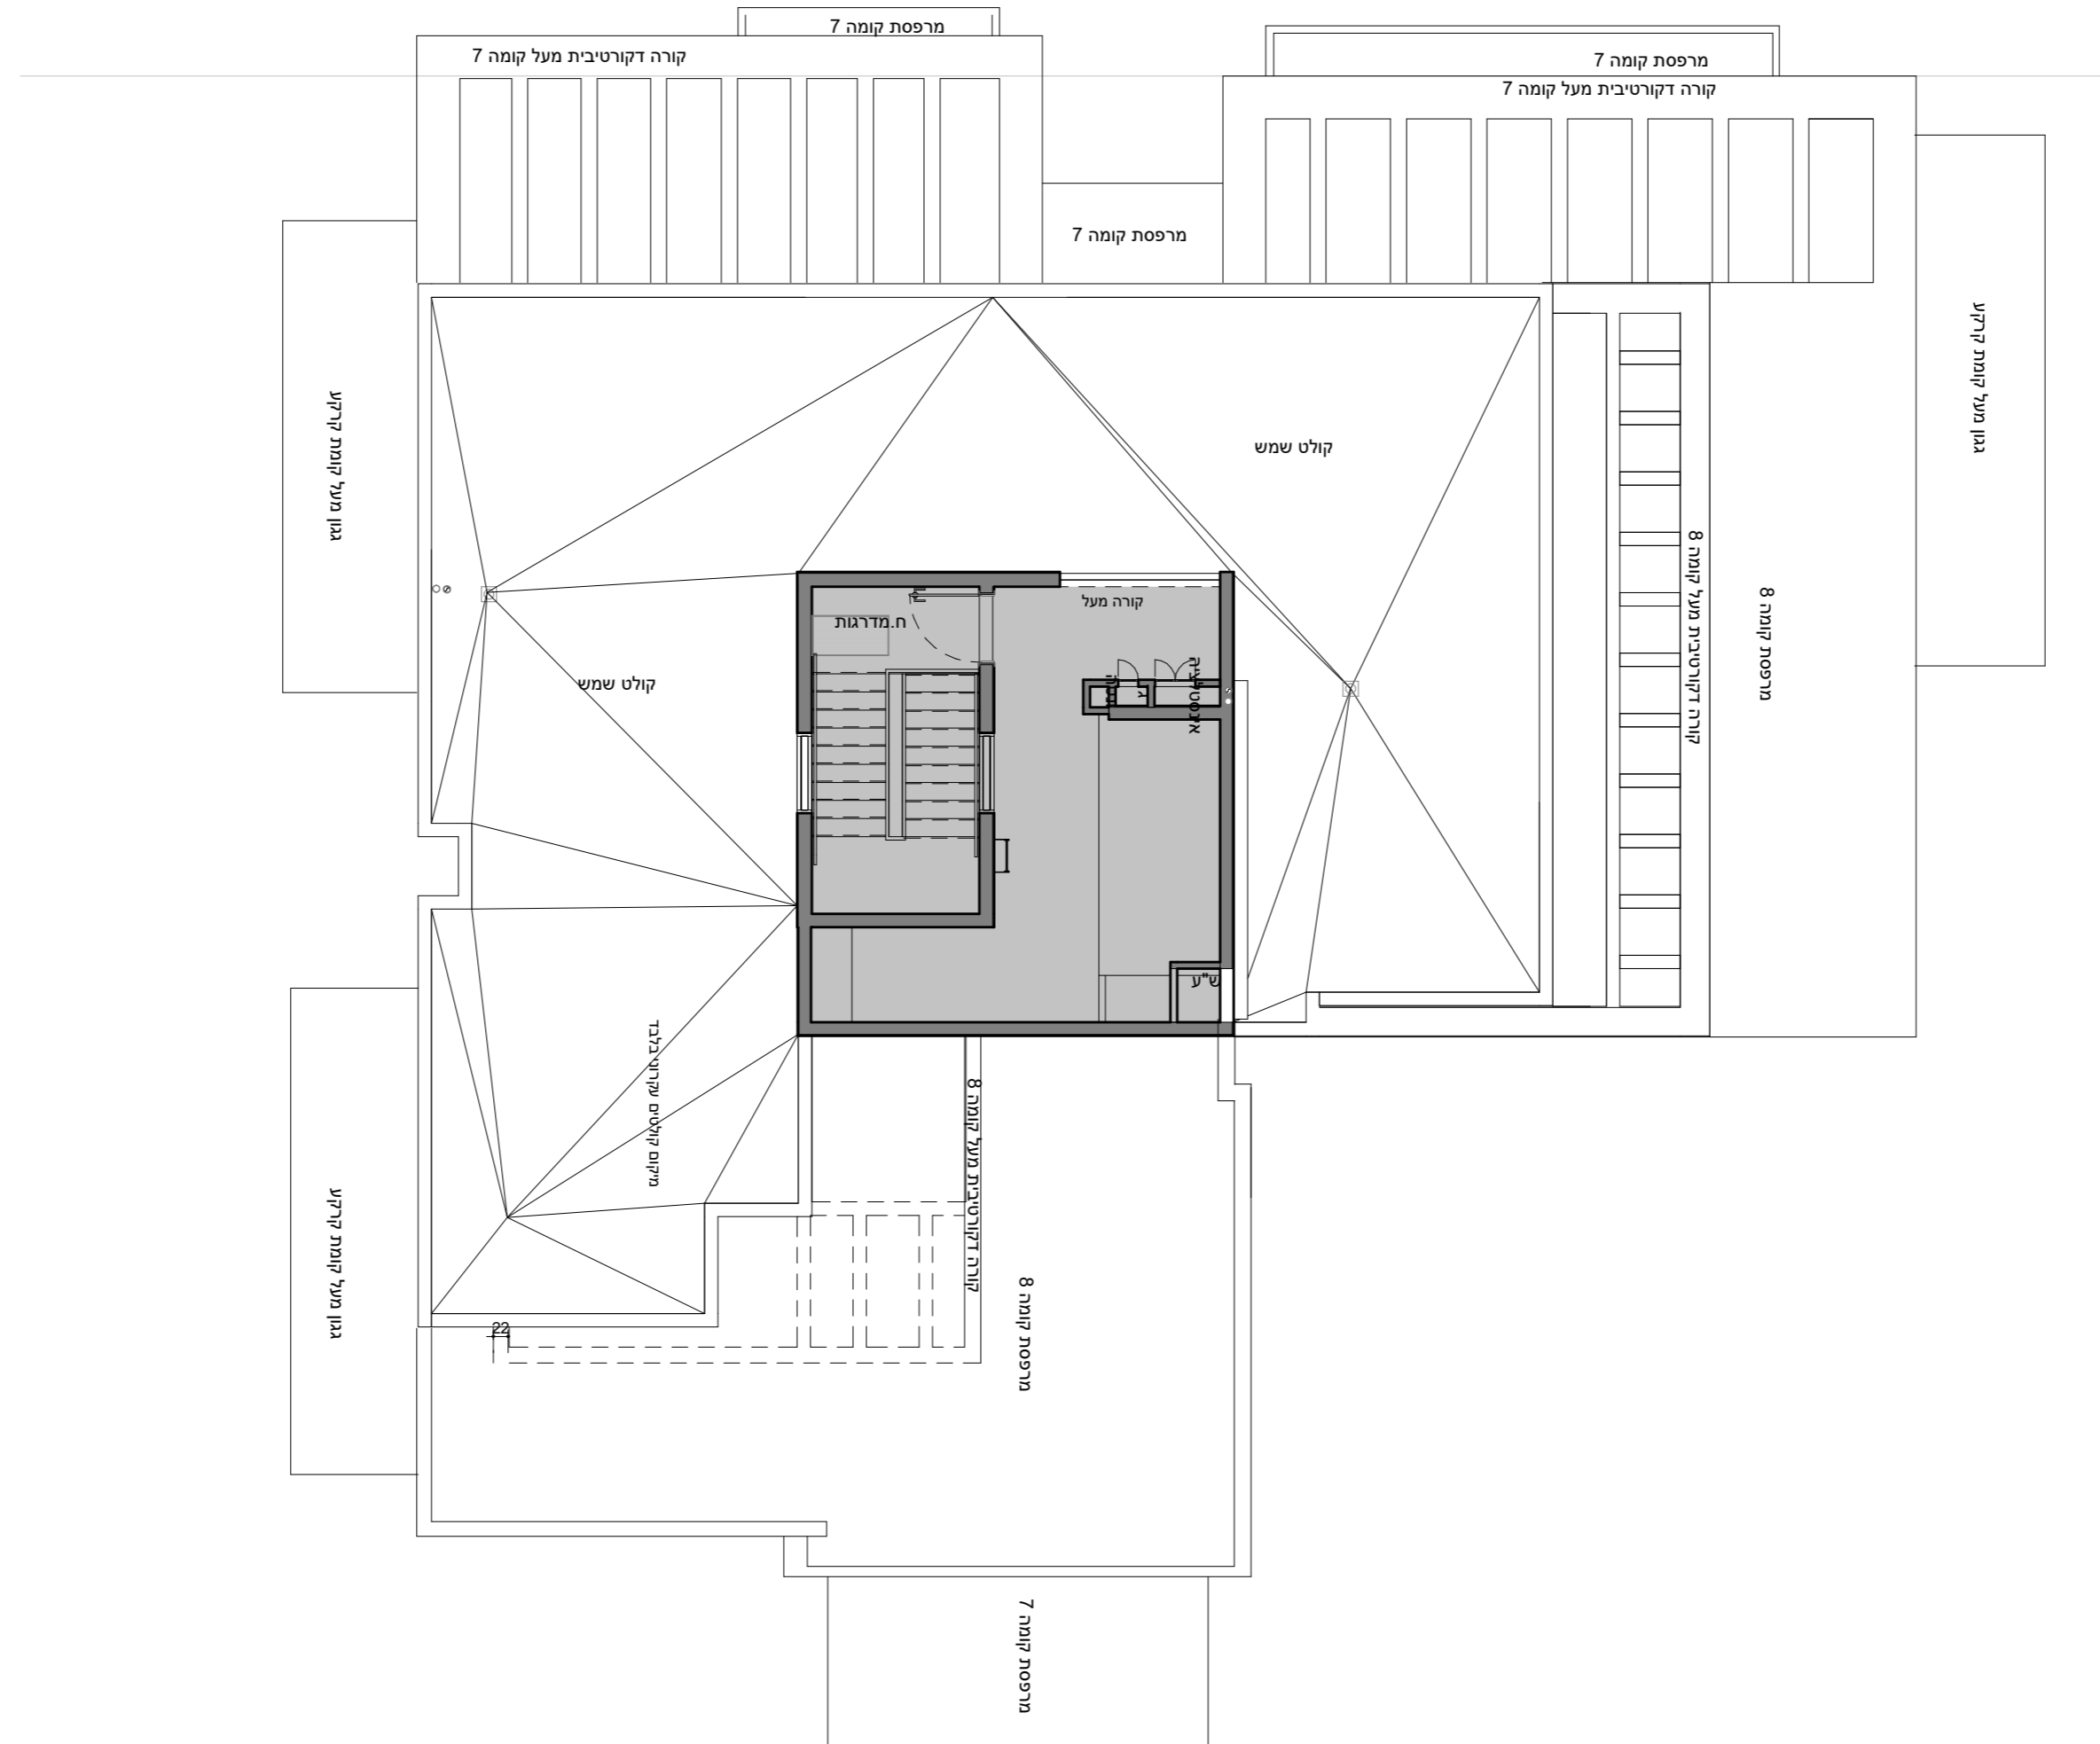 מרפסת קומה 7
קורה דקורטיבית מעל קומה 7
מרפסת קומה 7
קורה דקורטיבית מעל קומה 7
מרפסת קומה 7
גגון מעל קומת קרקע
גגון מעל קומת קרקע
קולט שמש
קולט שמש
קורה דקורטיבית מעל קומה 8
מרפסת קומה 8
קורה מעל
ח.מדרגות
אינסטלציה
ש"ע
מיקום קולטים עקרוני בלבד
קורה דקורטיבית מעל קומה 8
גגון מעל קומת קרקע
מרפסת קומה 8
22
מרפסת קומה 7